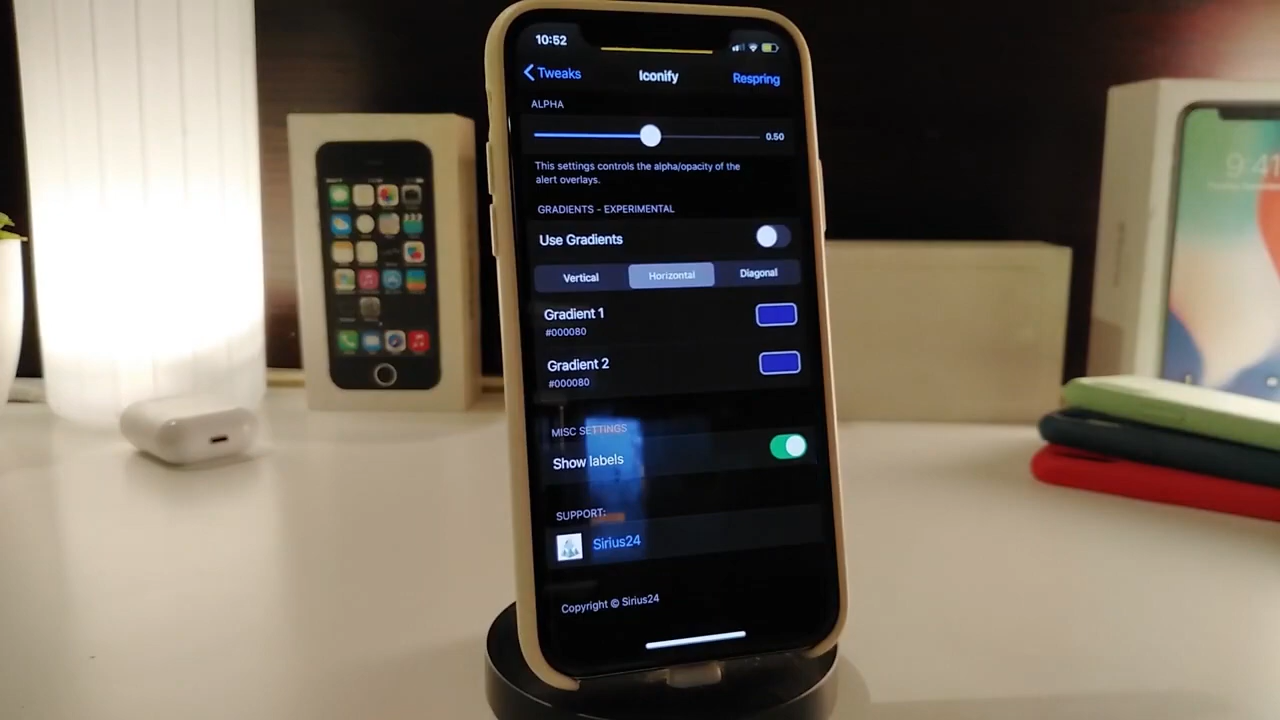 10:52
Tweaks
Iconify
Respring
ALPHA
0.50
This settings controls the alpha/opacity of the
alert overlays.
GRADIENTS - EXPERIMENTAL
Use Gradients
Vertical
Horizontal
Diagonal
Gradient 1
#000080
Gradient 2
#000080
MISC SETTINGS
Show labels
SUPPORT:
Sirius24
Copyright © Sirius24
9:41